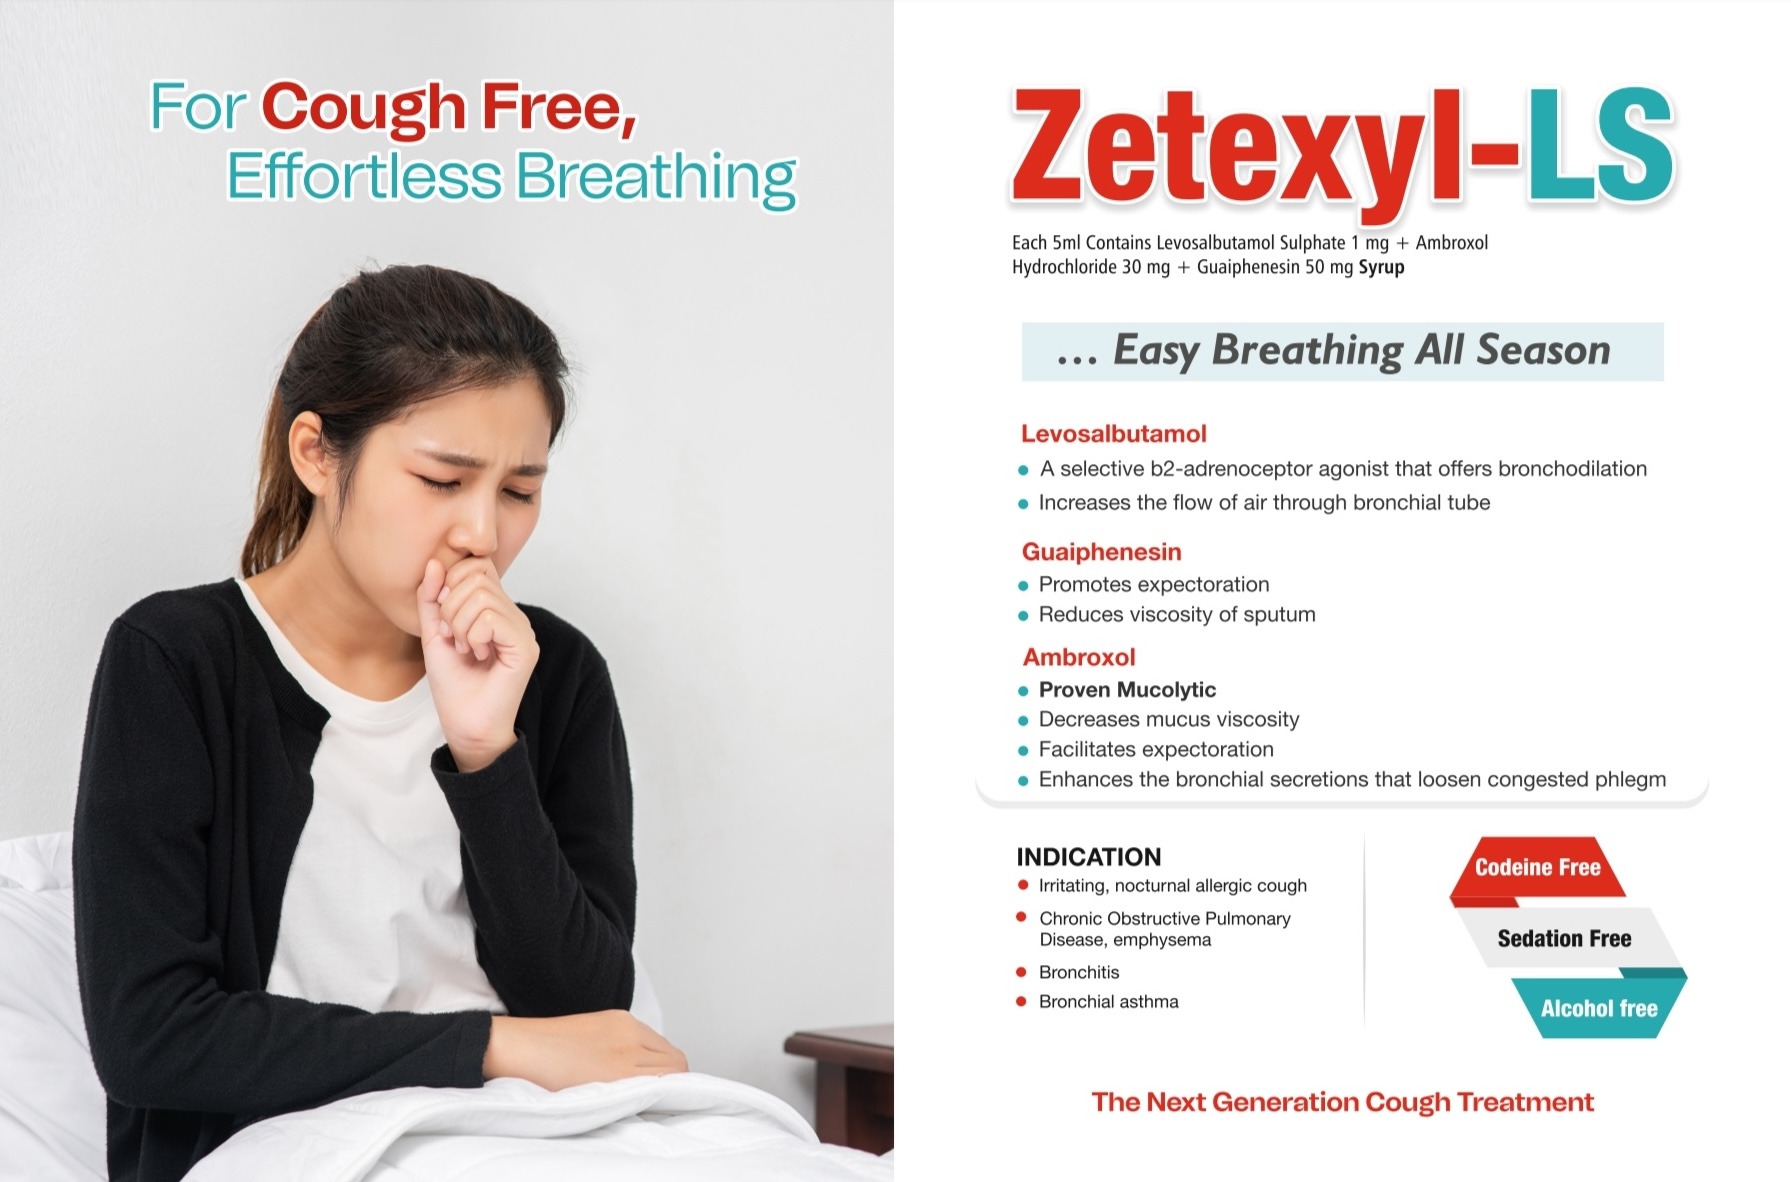 For Cough Free,
Effortless Breathing
Zetexyl-LS
Each 5ml Contains Levosalbutamol Sulphate 1 mg + Ambroxol
Hydrochloride 30 mg + Guaiphenesin 50 mg Syrup
... Easy Breathing All Season
Levosalbutamol
• A selective b2-adrenoceptor agonist that offers bronchodilation
• Increases the flow of air through bronchial tube
Guaiphenesin
• Promotes expectoration
• Reduces viscosity of sputum
Ambroxol
• Proven Mucolytic
• Decreases mucus viscosity
• Facilitates expectoration
• Enhances the bronchial secretions that loosen congested phlegm
INDICATION
• Irritating, nocturnal allergic cough
• Chronic Obstructive Pulmonary
Disease, emphysema
• Bronchitis
• Bronchial asthma
Codeine Free
Sedation Free
Alcohol free
The Next Generation Cough Treatment